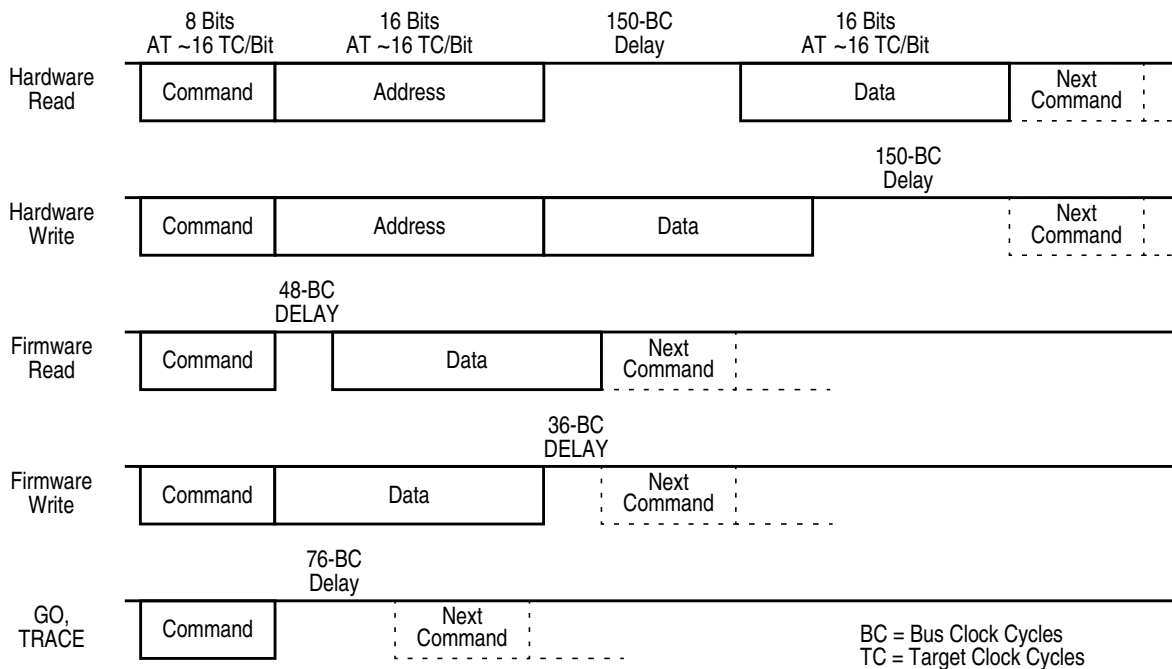 8 Bits
AT ~16 TC/Bit
16 Bits
AT ~16 TC/Bit
150-BC
Delay
16 Bits
AT ~16 TC/Bit
Hardware
Read
Command
Address
Data
Next
Command
150-BC
Delay
Hardware
Write
Command
Address
Data
Next
Command
48-BC
DELAY
Firmware
Read
Command
Data
Next
Command
36-BC
DELAY
Firmware
Write
Command
Data
Next
Command
76-BC
Delay
GO,
TRACE
Command
Next
Command
BC = Bus Clock Cycles
TC = Target Clock Cycles